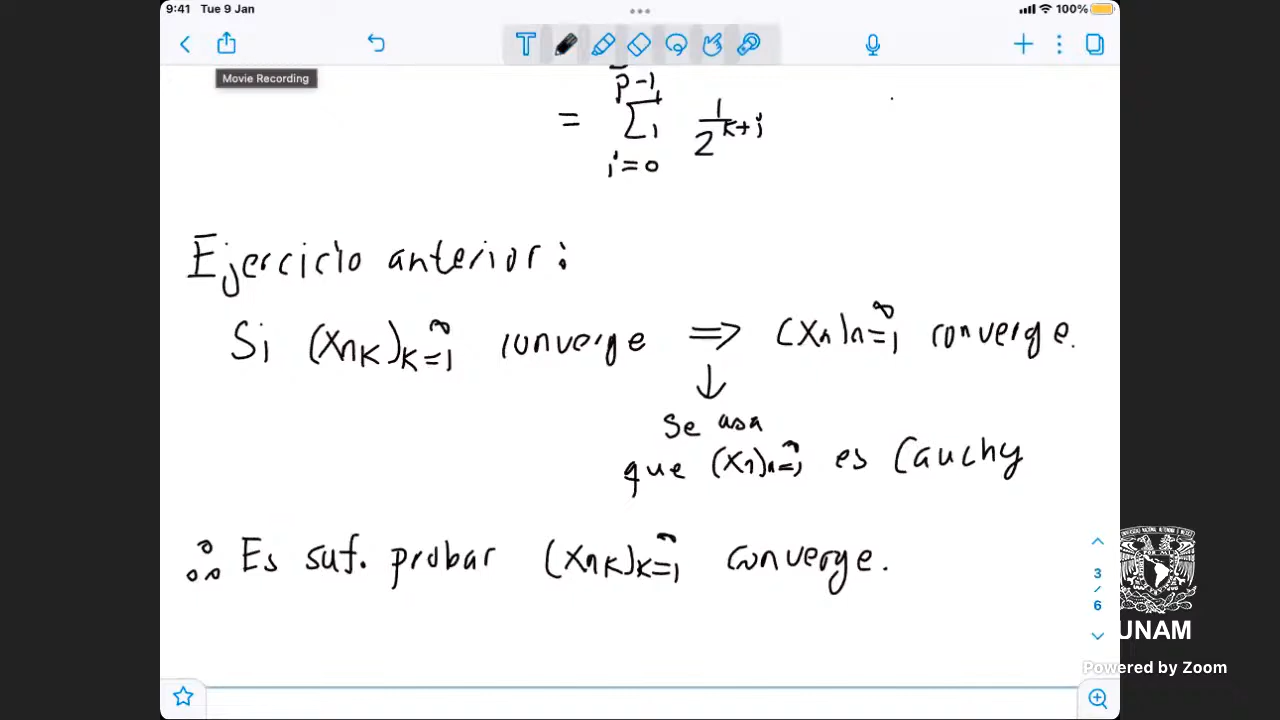 9:41 Tue 9 Jan 100%
Movie Recording
p-1
= Σ 1/2^{k+i}
i=0
Ejercicio anterior:
Si (x_{n_k})_{k=1}^∞ converge ⇒ (x_n)_{n=1}^∞ converge.
↓
se usa
que (x_n)_{n=1}^∞ es Cauchy
∴ Es suf. probar (x_{n_k})_{k=1}^∞ converge.
3
/
6
UNAM
Powered by Zoom